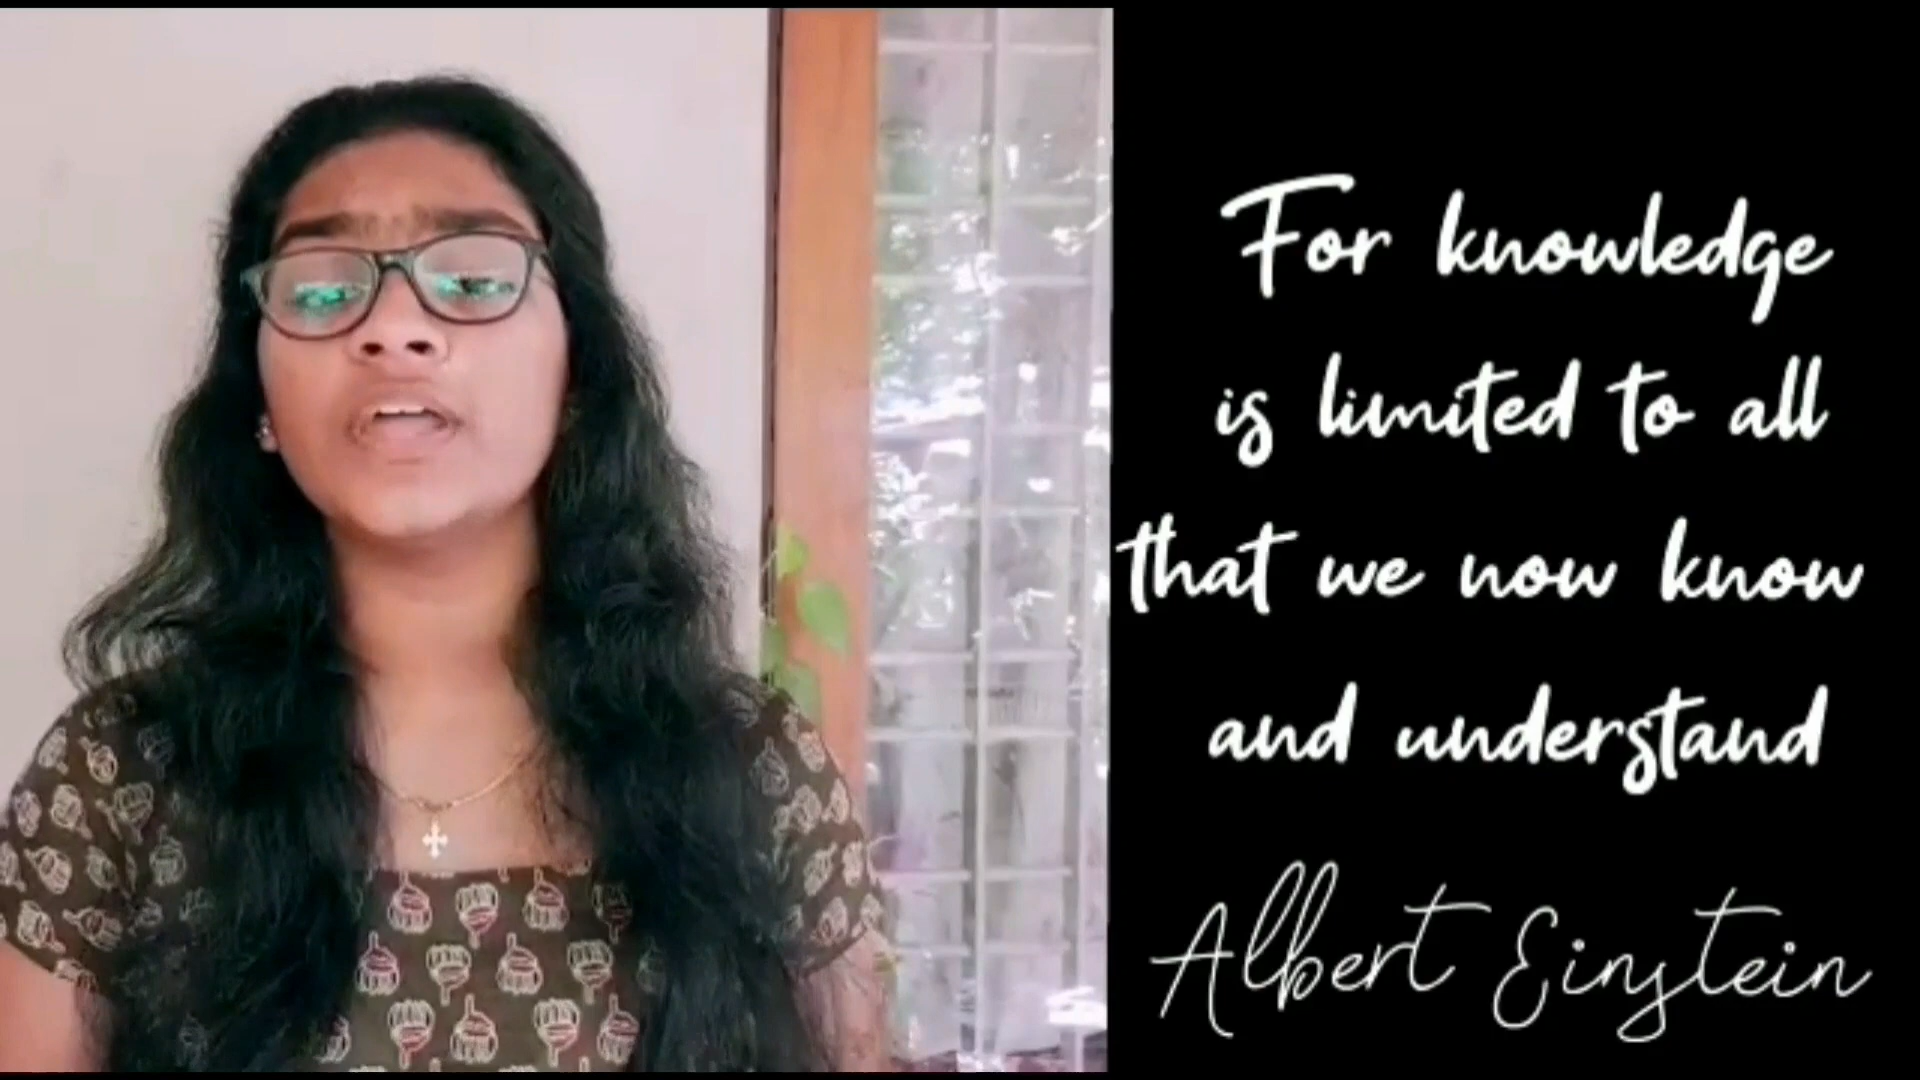 For knowledge
is limited to all
that we now know
and understand
Albert Einstein